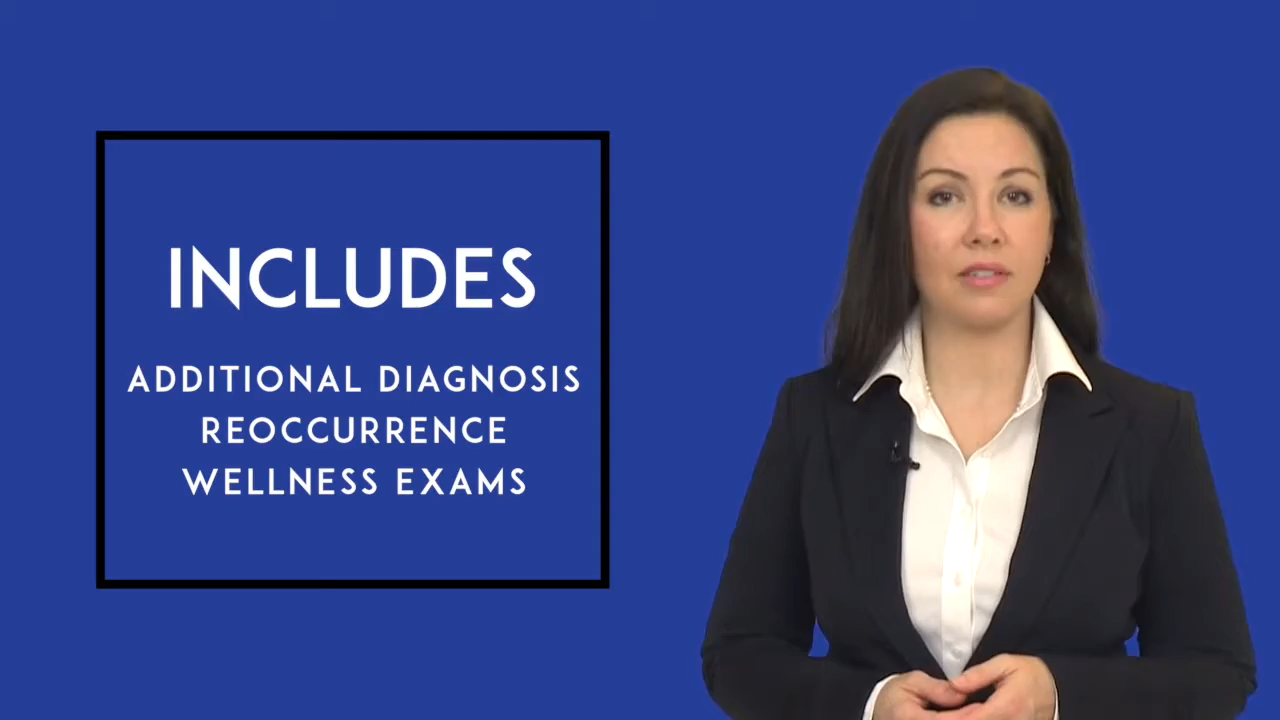 INCLUDES
ADDITIONAL DIAGNOSIS
REOCCURRENCE
WELLNESS EXAMS